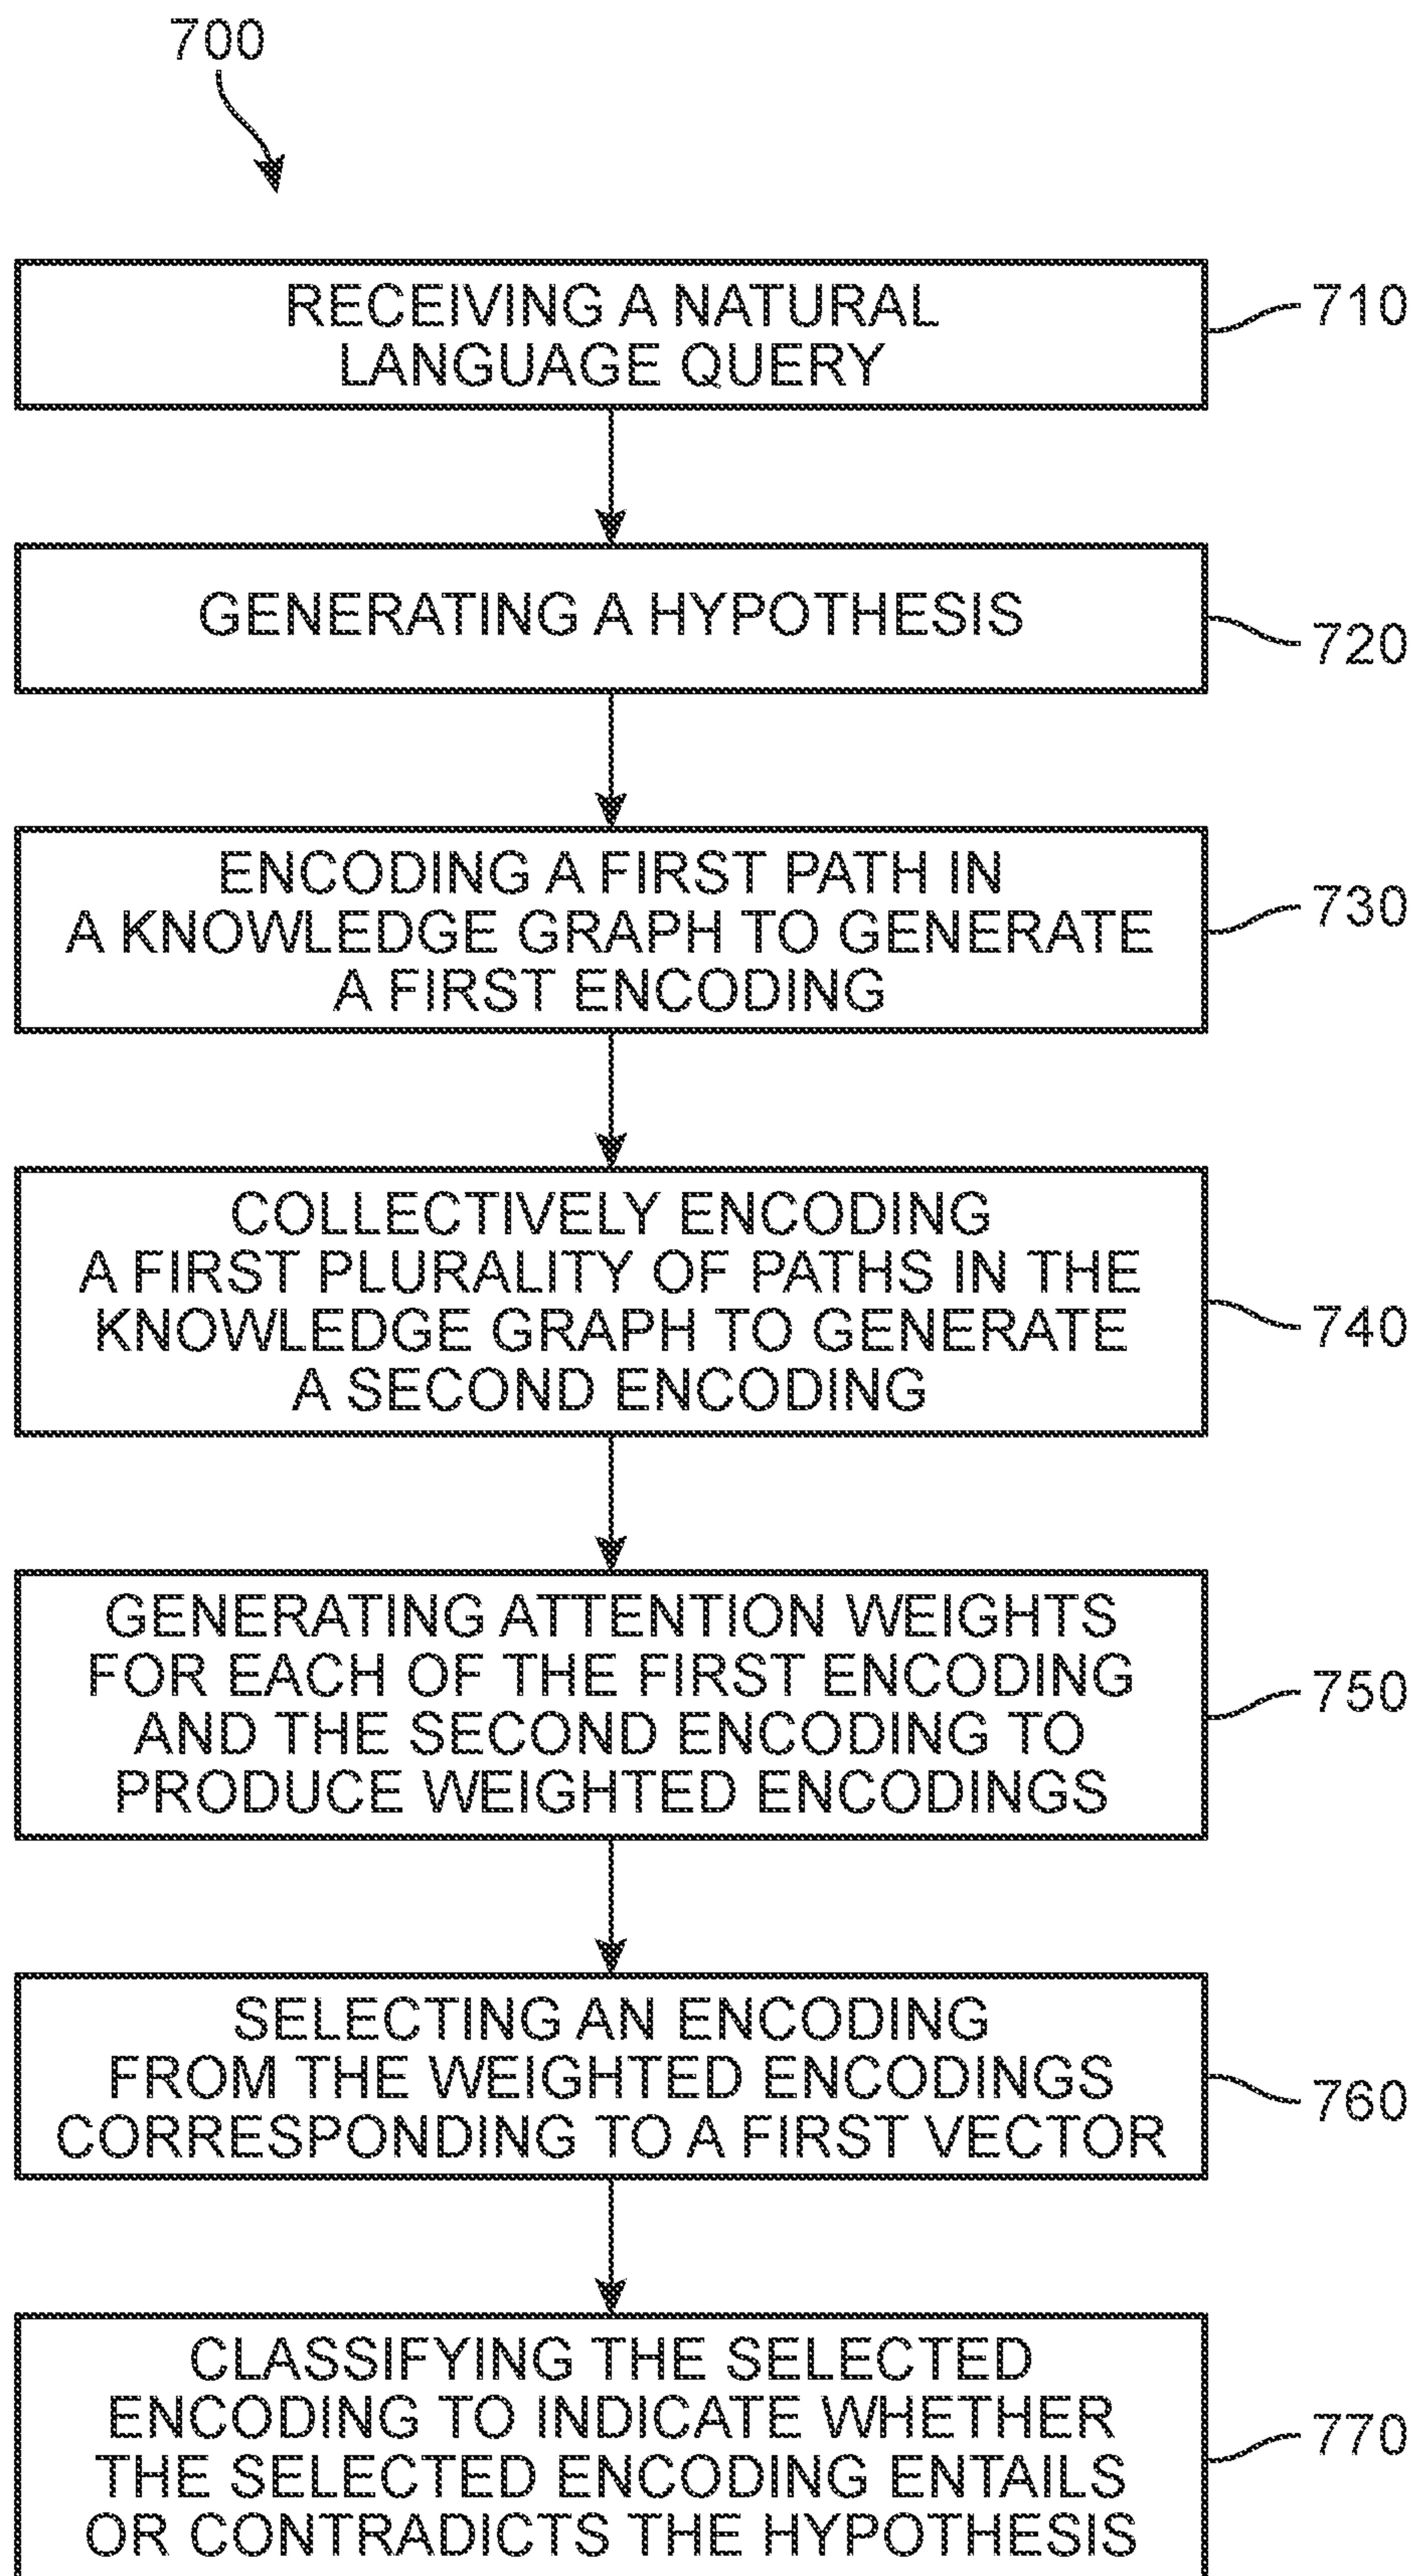 700
RECEIVING A NATURAL
LANGUAGE QUERY
710
GENERATING A HYPOTHESIS
720
ENCODING A FIRST PATH IN
A KNOWLEDGE GRAPH TO GENERATE
A FIRST ENCODING
730
COLLECTIVELY ENCODING
A FIRST PLURALITY OF PATHS IN THE
KNOWLEDGE GRAPH TO GENERATE
A SECOND ENCODING
740
GENERATING ATTENTION WEIGHTS
FOR EACH OF THE FIRST ENCODING
AND THE SECOND ENCODING TO
PRODUCE WEIGHTED ENCODINGS
750
SELECTING AN ENCODING
FROM THE WEIGHTED ENCODINGS
CORRESPONDING TO A FIRST VECTOR
760
CLASSIFYING THE SELECTED
ENCODING TO INDICATE WHETHER
THE SELECTED ENCODING ENTAILS
OR CONTRADICTS THE HYPOTHESIS
770